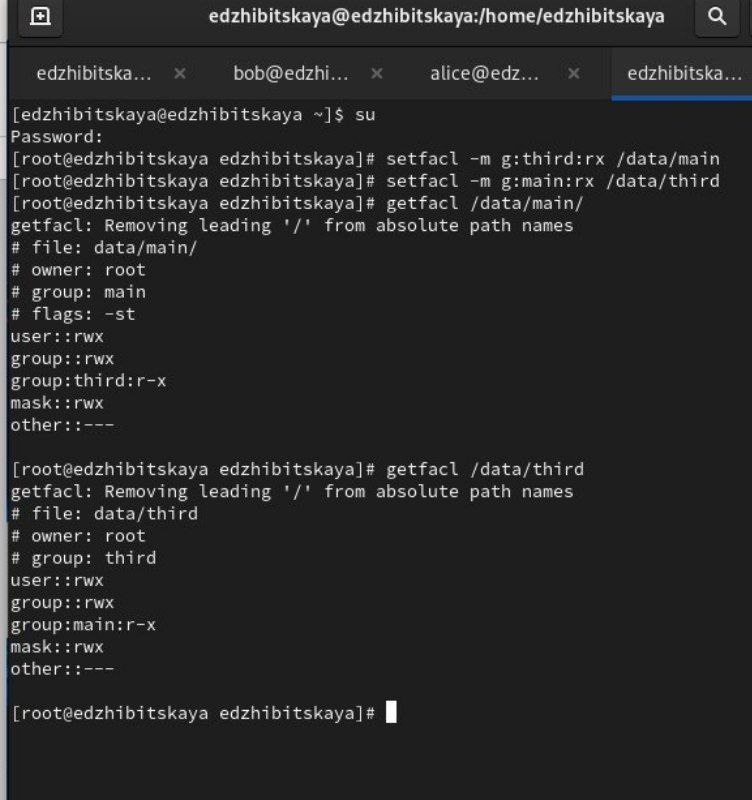 edzhibitskaya@edzhibitskaya:/home/edzhibitskaya
edzhibitska... × bob@edzhi... × alice@edz... × edzhibitska...
[edzhibitskaya@edzhibitskaya ~]$ su
Password:
[root@edzhibitskaya edzhibitskaya]# setfacl -m g:third:rx /data/main
[root@edzhibitskaya edzhibitskaya]# setfacl -m g:main:rx /data/third
[root@edzhibitskaya edzhibitskaya]# getfacl /data/main/
getfacl: Removing leading '/' from absolute path names
# file: data/main/
# owner: root
# group: main
# flags: -st
user::rwx
group::rwx
group:third:r-x
mask::rwx
other::---
[root@edzhibitskaya edzhibitskaya]# getfacl /data/third
getfacl: Removing leading '/' from absolute path names
# file: data/third
# owner: root
# group: third
user::rwx
group::rwx
group:main:r-x
mask::rwx
other::---
[root@edzhibitskaya edzhibitskaya]#